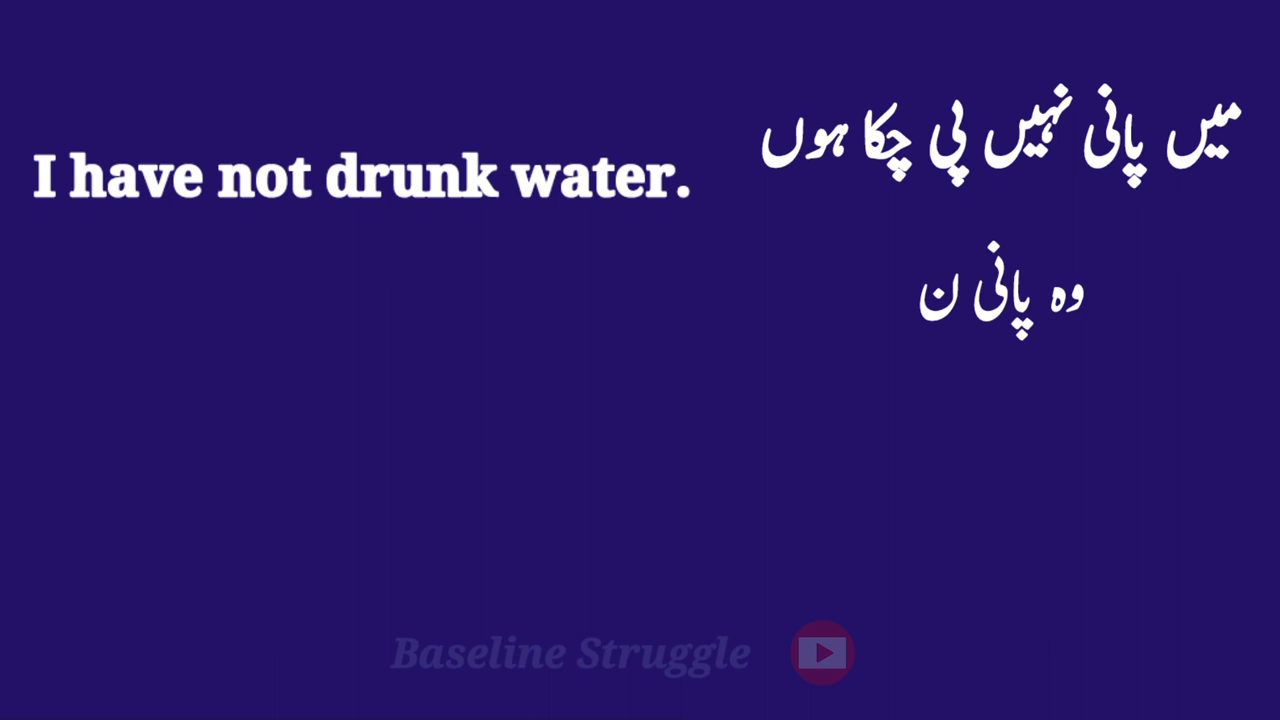 میں پانی نہیں پی چکا ہوں
I have not drunk water.
وہ پانی ن
Baseline Struggle